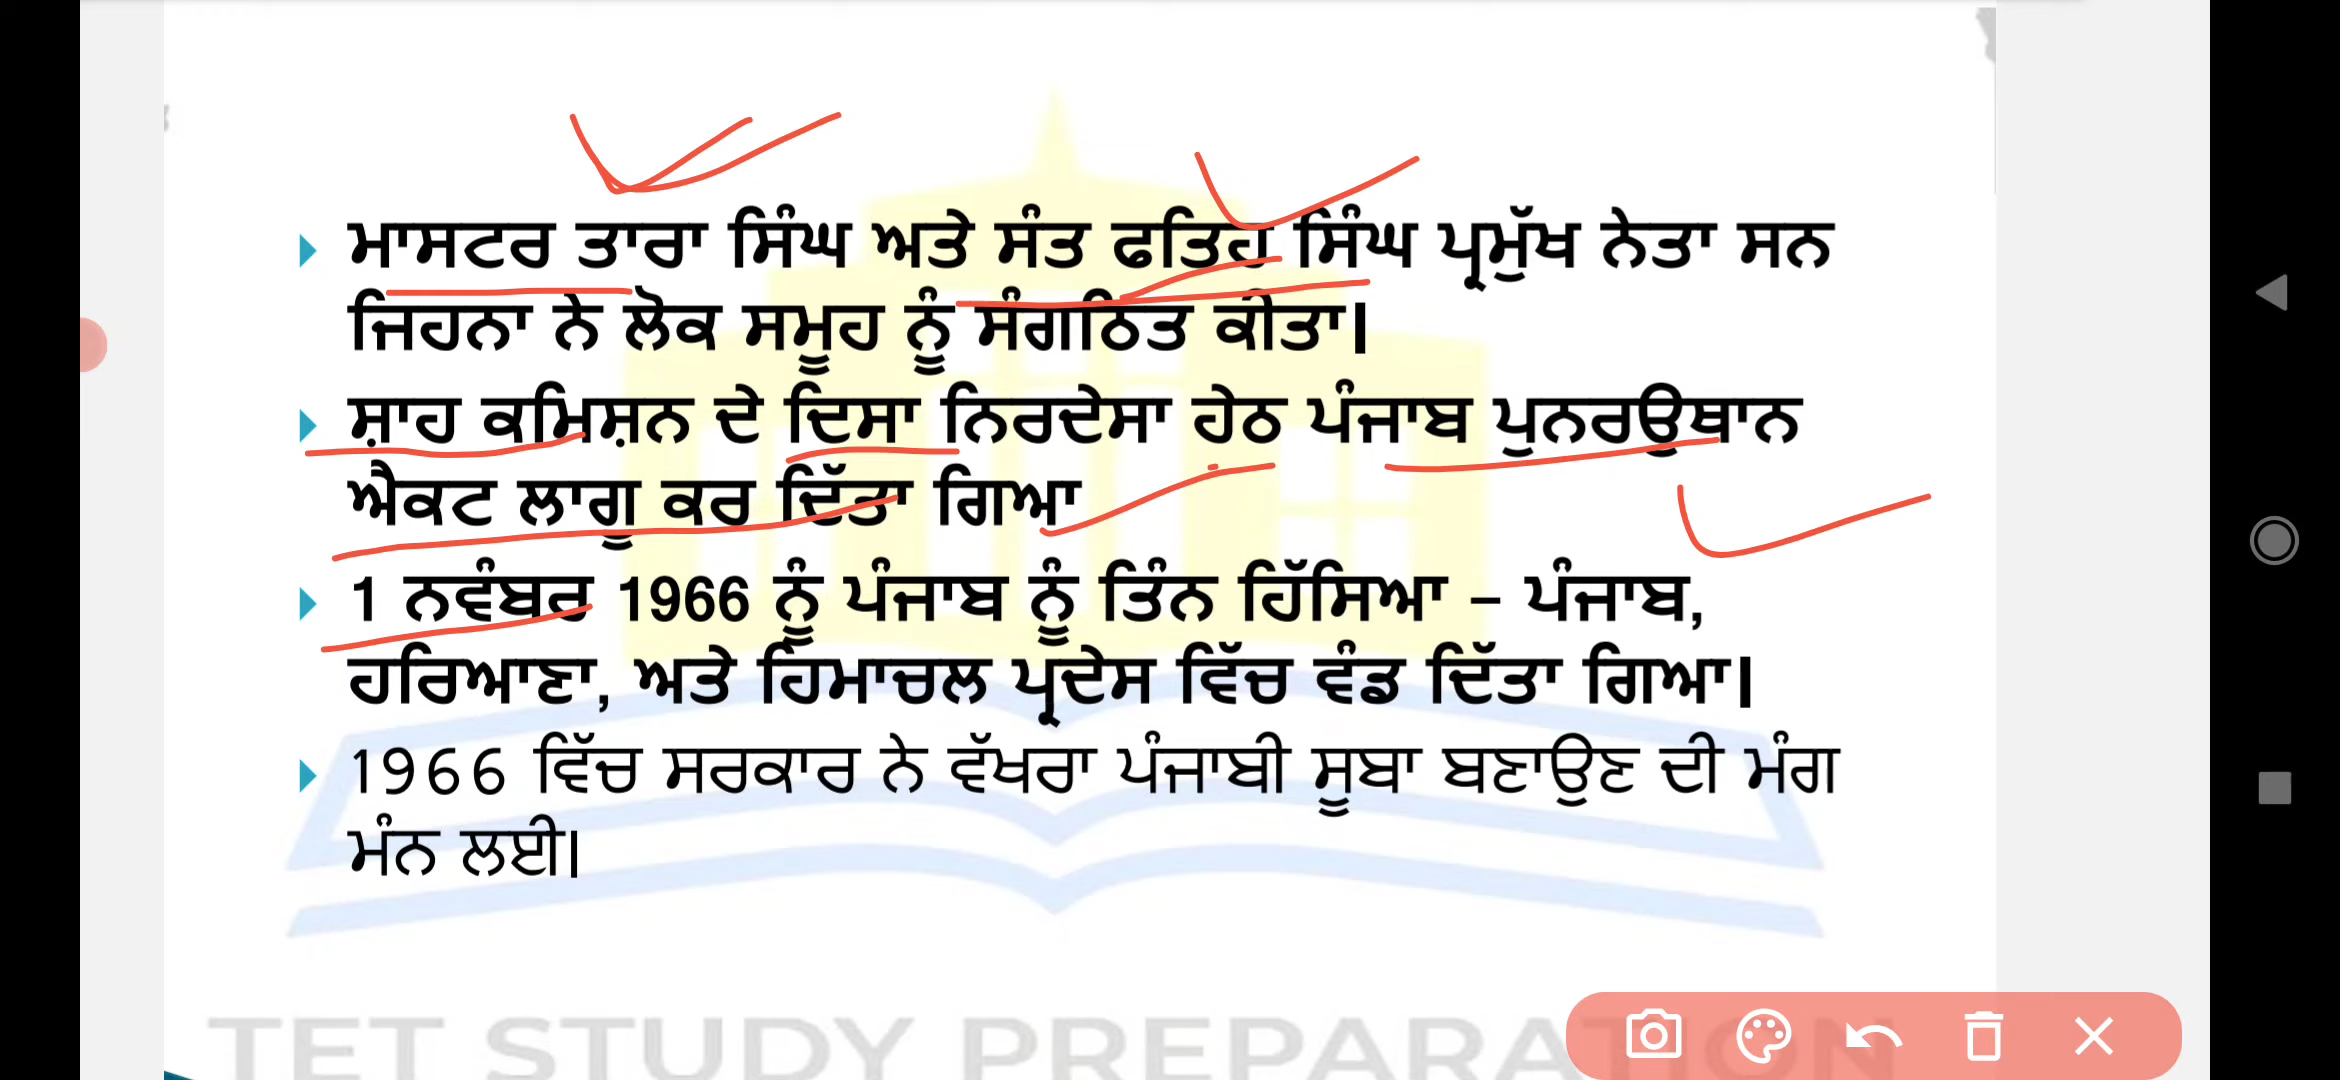 ਮਾਸਟਰ ਤਾਰਾ ਸਿੰਘ ਅਤੇ ਸੰਤ ਫਤਿਹ ਸਿੰਘ ਪ੍ਰਮੁੱਖ ਨੇਤਾ ਸਨ
ਜਿਹਨਾ ਨੇ ਲੋਕ ਸਮੂਹ ਨੂੰ ਸੰਗਠਿਤ ਕੀਤਾ।
ਸ਼ਾਹ ਕਮਿਸ਼ਨ ਦੇ ਦਿਸਾ ਨਿਰਦੇਸਾ ਹੇਠ ਪੰਜਾਬ ਪੁਨਰਉਥਾਨ
ਐਕਟ ਲਾਗੂ ਕਰ ਦਿੱਤਾ ਗਿਆ
1 ਨਵੰਬਰ 1966 ਨੂੰ ਪੰਜਾਬ ਨੂੰ ਤਿੰਨ ਹਿੱਸਿਆ – ਪੰਜਾਬ,
ਹਰਿਆਣਾ, ਅਤੇ ਹਿਮਾਚਲ ਪ੍ਰਦੇਸ ਵਿੱਚ ਵੰਡ ਦਿੱਤਾ ਗਿਆ।
1966 ਵਿੱਚ ਸਰਕਾਰ ਨੇ ਵੱਖਰਾ ਪੰਜਾਬੀ ਸੂਬਾ ਬਣਾਉਣ ਦੀ ਮੰਗ
ਮੰਨ ਲਈ।
TET STUDY PREPARATION